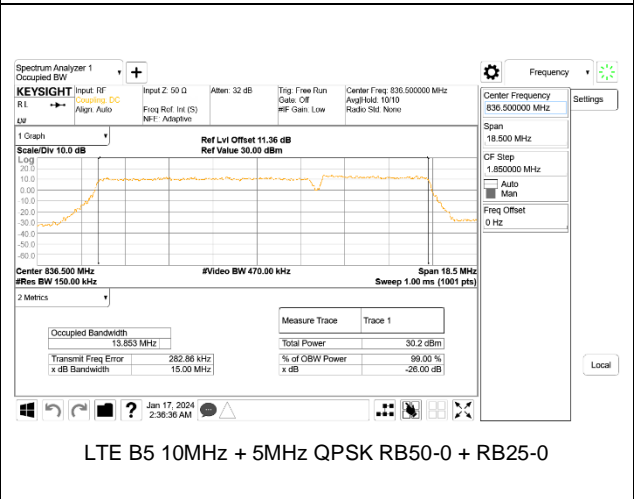 Spectrum Analyzer 1
Occupied BW
Frequency
KEYSIGHT
Input: RF
Coupling: DC
Align: Auto
Input Z: 50 Ω
Freq Ref: Int (S)
NFE: Adaptive
Atten: 32 dB
Trig: Free Run
Gate: Off
#IF Gain: Low
Center Freq: 836.500000 MHz
Avg|Hold: 10/10
Radio Std: None
Center Frequency
836.500000 MHz
Settings
Span
18.500 MHz
CF Step
1.850000 MHz
Auto
Man
Freq Offset
0 Hz
1 Graph
Scale/Div 10.0 dB
Ref Lvl Offset 11.36 dB
Ref Value 30.00 dBm
Log
20.0
10.0
0.00
-10.0
-20.0
-30.0
-40.0
-50.0
-60.0
Center 836.500 MHz
#Res BW 150.00 kHz
#Video BW 470.00 kHz
Span 18.5 MHz
Sweep 1.00 ms (1001 pts)
2 Metrics
Occupied Bandwidth
13.853 MHz
Transmit Freq Error 282.86 kHz
x dB Bandwidth 15.00 MHz
Measure Trace Trace 1
Total Power 30.2 dBm
% of OBW Power 99.00 %
x dB -26.00 dB
Local
Jan 17, 2024
2:36:36 AM
LTE B5 10MHz + 5MHz QPSK RB50-0 + RB25-0